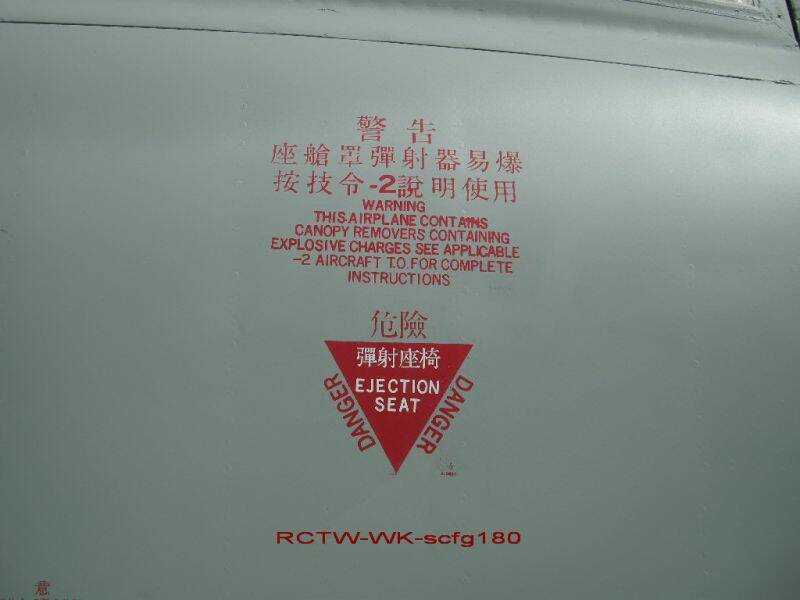 警告
座艙罩彈射器易爆
按技令-2說明使用
WARNING
THIS AIRPLANE CONTAINS
CANOPY REMOVERS CONTAINING
EXPLOSIVE CHARGES SEE APPLICABLE
-2 AIRCRAFT T.O. FOR COMPLETE
INSTRUCTIONS
危險
彈射座椅
EJECTION
SEAT
DANGER
DANGER
RCTW-WK-scfg180
意